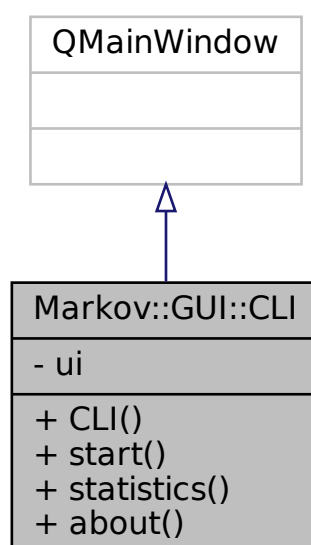 QMainWindow
Markov::GUI::CLI
- ui
+ CLI()
+ start()
+ statistics()
+ about()